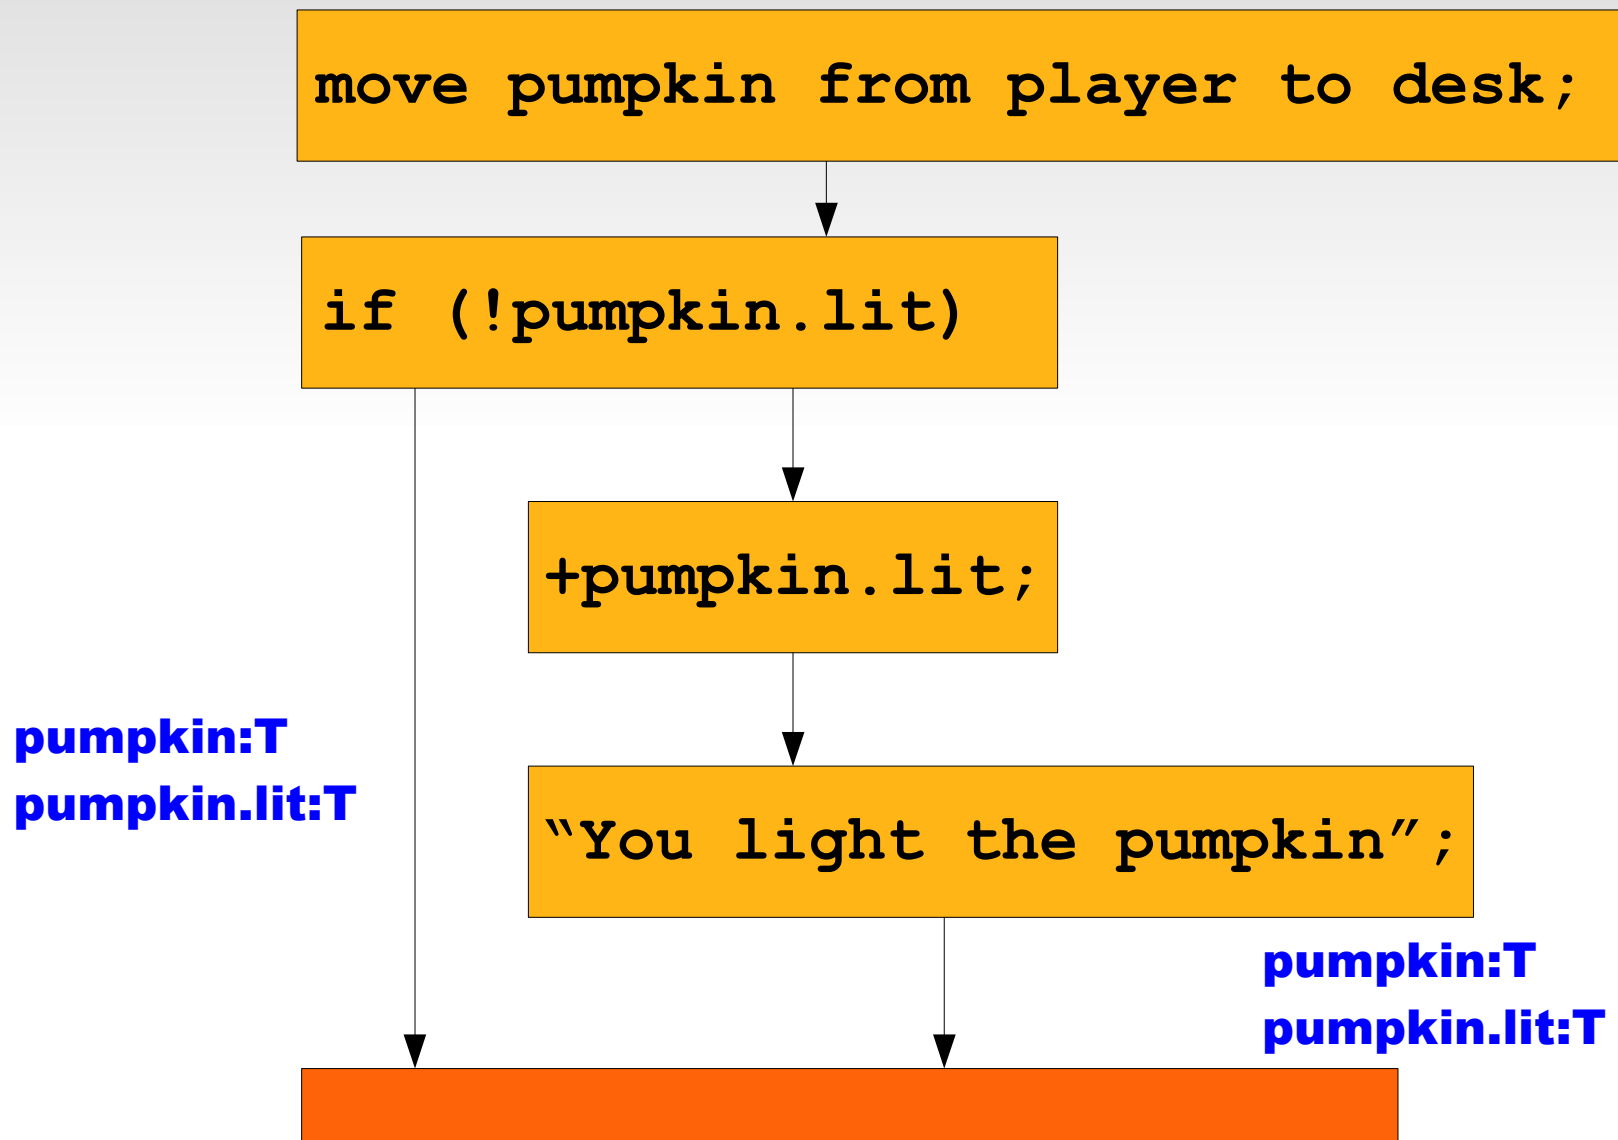 move pumpkin from player to desk;
if (!pumpkin.lit)
+pumpkin.lit;
pumpkin:T
pumpkin.lit:T
“You light the pumpkin”;
pumpkin:T
pumpkin.lit:T